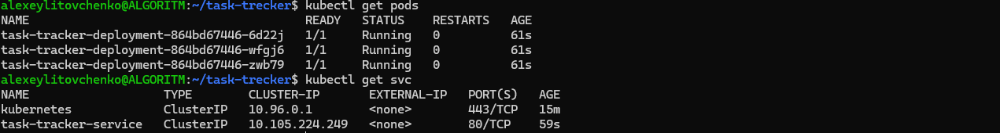 alexeylitovchenko@ALGORITM:~/task-trecker$ kubectl get pods
NAME READY STATUS RESTARTS AGE
task-tracker-deployment-864bd67446-6d22j 1/1 Running 0 61s
task-tracker-deployment-864bd67446-wfgj6 1/1 Running 0 61s
task-tracker-deployment-864bd67446-zwb79 1/1 Running 0 61s
alexeylitovchenko@ALGORITM:~/task-trecker$ kubectl get svc
NAME TYPE CLUSTER-IP EXTERNAL-IP PORT(S) AGE
kubernetes ClusterIP 10.96.0.1 <none> 443/TCP 15m
task-tracker-service ClusterIP 10.105.224.249 <none> 80/TCP 59s